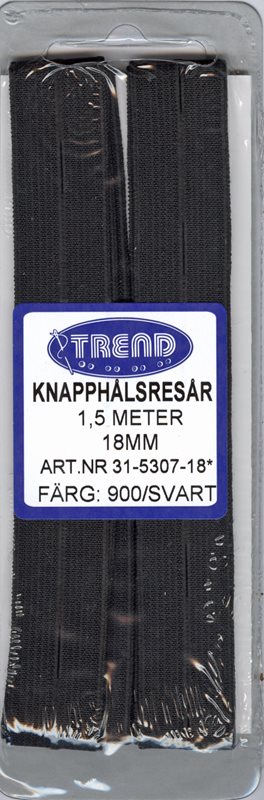 TREND
KNAPPHÅLSRESÅR
1,5 METER
18MM
ART.NR 31-5307-18*
FÄRG: 900/SVART